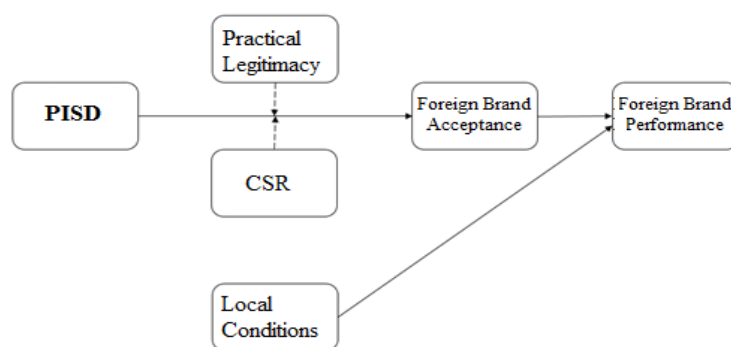 Practical
Legitimacy
PISD
Foreign Brand
Acceptance
Foreign Brand
Performance
CSR
Local
Conditions